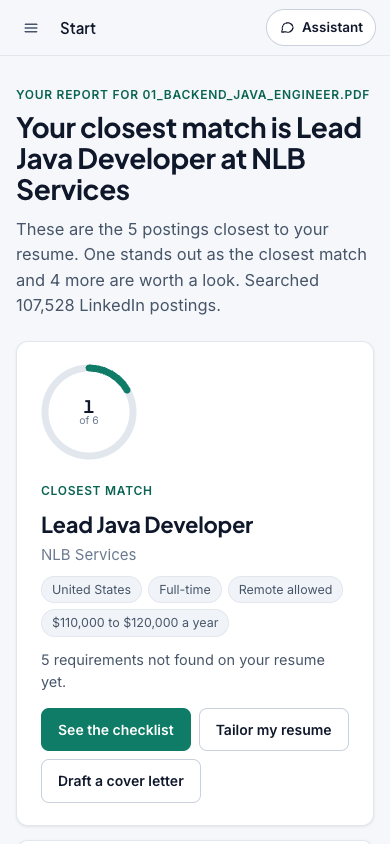 Start
Assistant
YOUR REPORT FOR 01_BACKEND_JAVA_ENGINEER.PDF
Your closest match is Lead
Java Developer at NLB
Services
These are the 5 postings closest to your
resume. One stands out as the closest match
and 4 more are worth a look. Searched
107,528 LinkedIn postings.
1
of 6
CLOSEST MATCH
Lead Java Developer
NLB Services
United States
Full-time
Remote allowed
$110,000 to $120,000 a year
5 requirements not found on your resume
yet.
See the checklist
Tailor my resume
Draft a cover letter